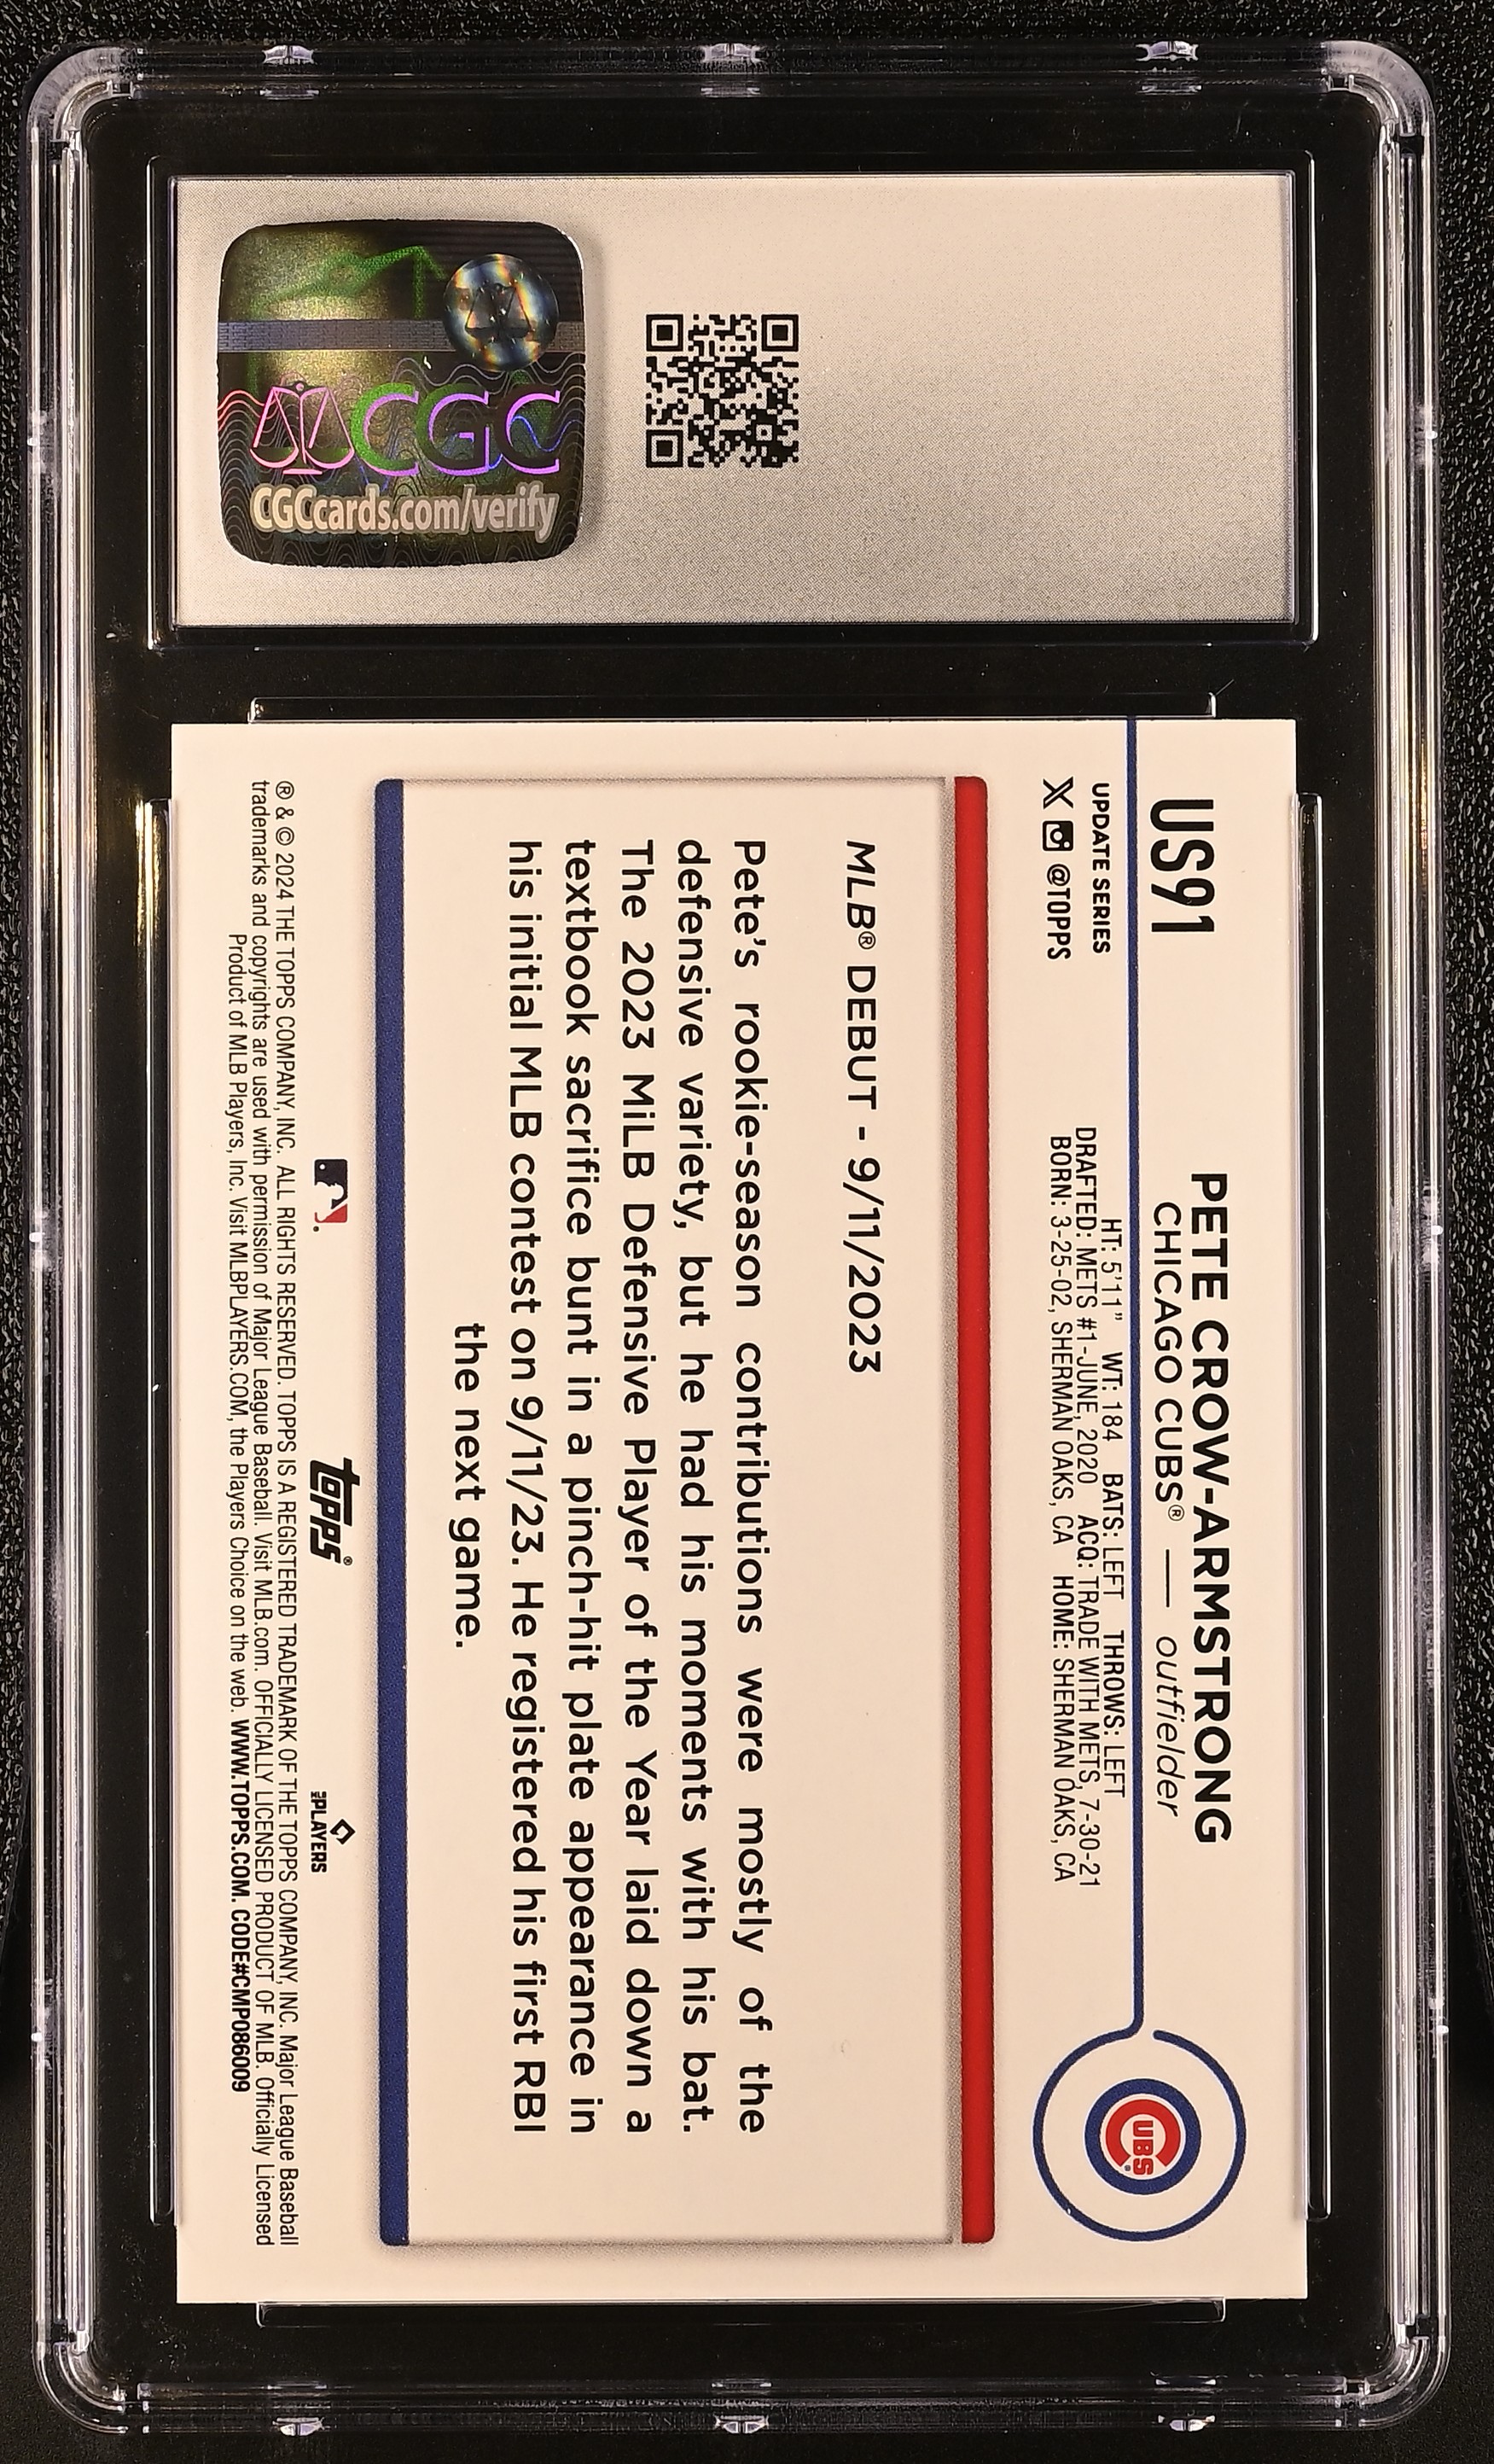 CGC
CGCcards.com/verify
US91
PETE CROW-ARMSTRONG
CHICAGO CUBS® — outfielder
UPDATE SERIES
X @TOPPS
HT: 5'11" WT: 184 BATS: LEFT THROWS: LEFT
DRAFTED: METS #1-JUNE, 2020 ACQ: TRADE WITH METS, 7-30-21
BORN: 3-25-02, SHERMAN OAKS, CA HOME: SHERMAN OAKS, CA
CUBS
MLB® DEBUT - 9/11/2023
Pete's rookie-season contributions were mostly of the
defensive variety, but he had his moments with his bat.
The 2023 MiLB Defensive Player of the Year laid down a
textbook sacrifice bunt in a pinch-hit plate appearance in
his initial MLB contest on 9/11/23. He registered his first RBI
the next game.
topps®
MLB PLAYERS
® & © 2024 THE TOPPS COMPANY, INC. ALL RIGHTS RESERVED. TOPPS IS A REGISTERED TRADEMARK OF THE TOPPS COMPANY, INC. Major League Baseball
trademarks and copyrights are used with permission of Major League Baseball. Visit MLB.com. OFFICIALLY LICENSED PRODUCT OF MLB. Officially Licensed
Product of MLB Players, Inc. Visit MLBPLAYERS.COM, the Players Choice on the web. WWW.TOPPS.COM. CODE#CMP086009